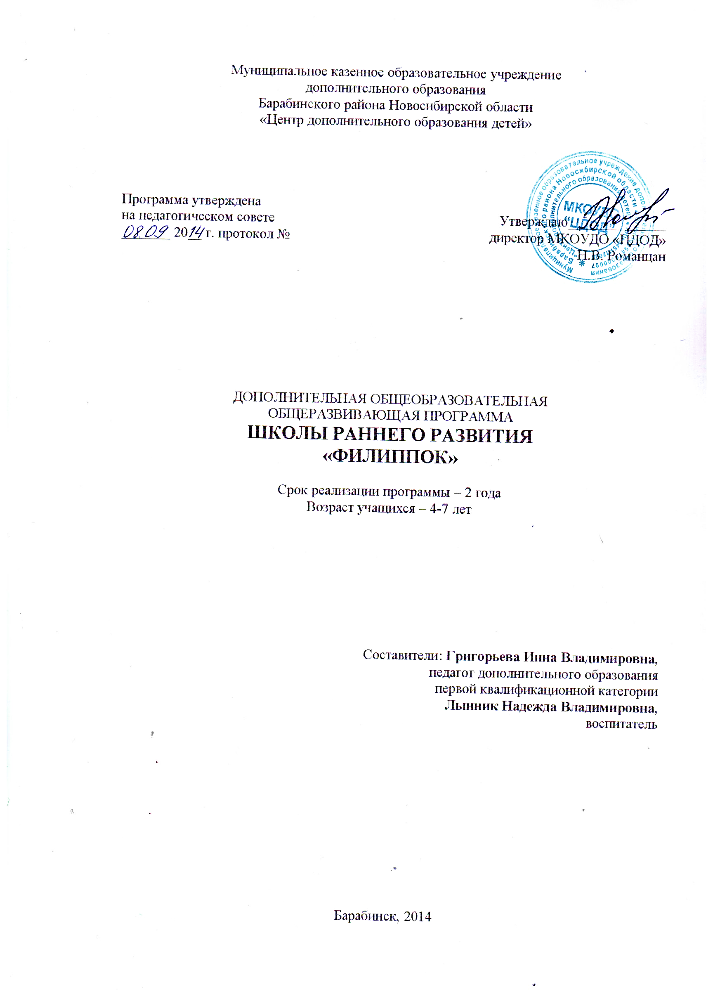 Муниципальное казенное образовательное учреждение
дополнительного образования
Барабинского района Новосибирской области
«Центр дополнительного образования детей»
Программа утверждена
на педагогическом совете
08.09 2014 г. протокол №
Утверждаю
директор МКОУДО «ЦДОД»
Н.В. Романцан
МКОУДО
“ЦДОД”
Муниципальное казенное образовательное учреждение дополнительного образования
Барабинского района Новосибирской области
"Центр дополнительного образования детей"
ДОПОЛНИТЕЛЬНАЯ ОБЩЕОБРАЗОВАТЕЛЬНАЯ
ОБЩЕРАЗВИВАЮЩАЯ ПРОГРАММА
ШКОЛЫ РАННЕГО РАЗВИТИЯ
«ФИЛИППОК»
Срок реализации программы – 2 года
Возраст учащихся – 4-7 лет
Составители: Григорьева Инна Владимировна,
педагог дополнительного образования
первой квалификационной категории
Лынник Надежда Владимировна,
воспитатель
Барабинск, 2014